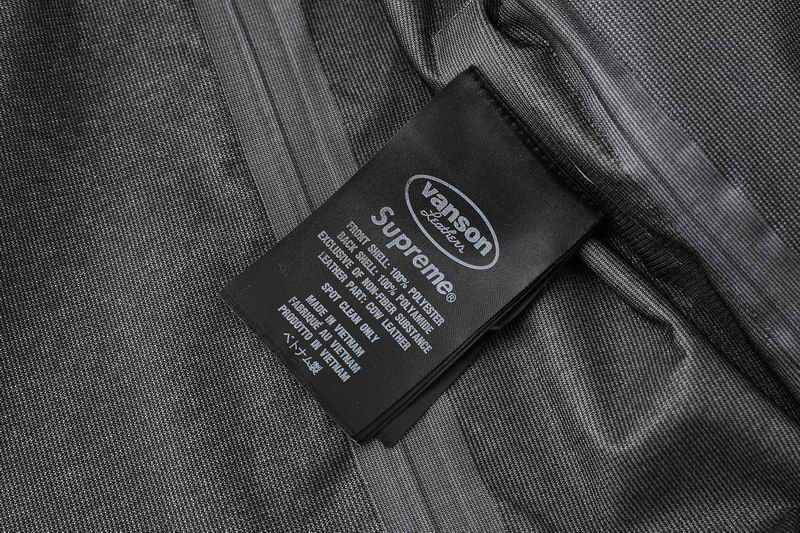 vanson
Leathers
Supreme®
FRONT SHELL: 100% POLYESTER
BACK SHELL: 100% POLYAMIDE
EXCLUSIVE OF NON-FIBER SUBSTANCE
LEATHER PART: COW LEATHER
SPOT CLEAN ONLY
MADE IN VIETNAM
FABRIQUÉ AU VIETNAM
PRODOTTO IN VIETNAM
ベトナム製